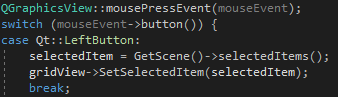 QGraphicsView::mousePressEvent(mouseEvent);
switch (mouseEvent->button()) {
case Qt::LeftButton:
    selectedItem = GetScene()->selectedItems();
    gridView->SetSelectedItem(selectedItem);
    break;